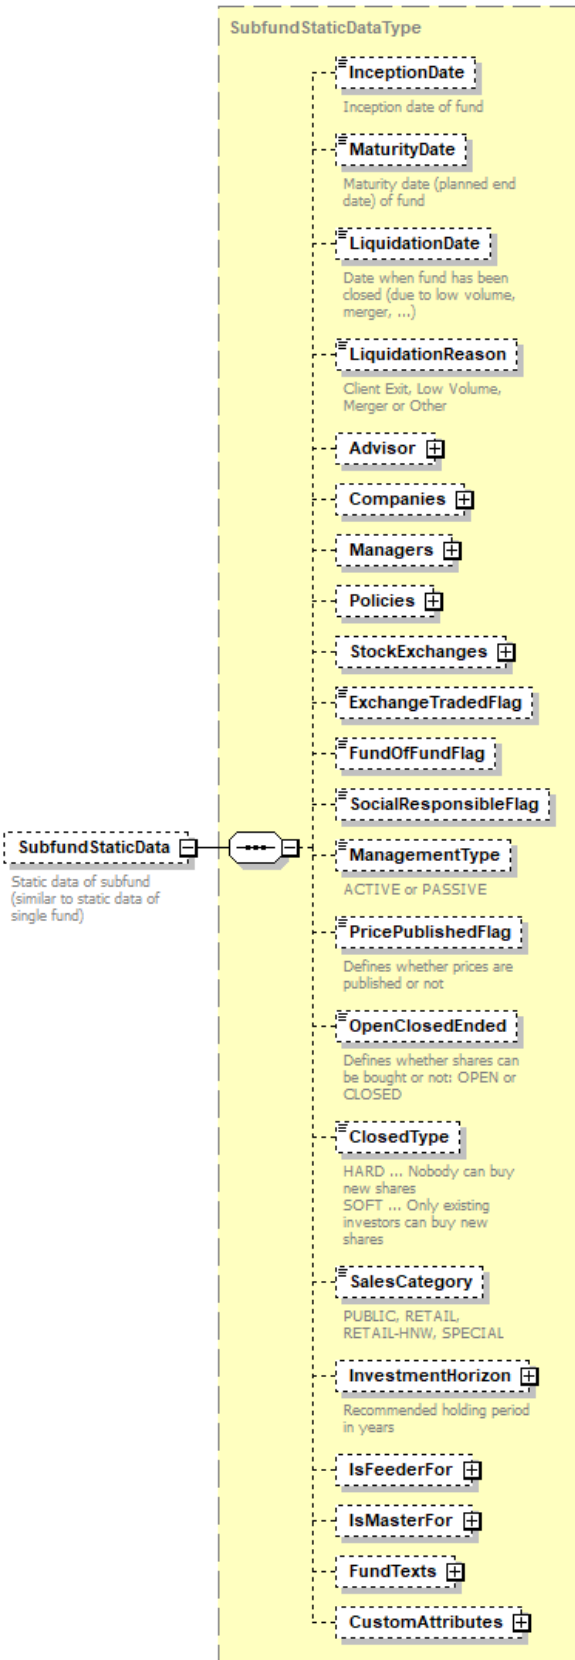 SubfundStaticDataType
InceptionDate
Inception date of fund
MaturityDate
Maturity date (planned end
date) of fund
LiquidationDate
Date when fund has been
closed (due to low volume,
merger, ...)
LiquidationReason
Client Exit, Low Volume,
Merger or Other
Advisor
Companies
Managers
Policies
StockExchanges
ExchangeTradedFlag
FundOfFundFlag
SocialResponsibleFlag
SubfundStaticData
Static data of subfund
(similar to static data of
single fund)
ManagementType
ACTIVE or PASSIVE
PricePublishedFlag
Defines whether prices are
published or not
OpenClosedEnded
Defines whether shares can
be bought or not: OPEN or
CLOSED
ClosedType
HARD ... Nobody can buy
new shares
SOFT ... Only existing
investors can buy new
shares
SalesCategory
PUBLIC, RETAIL,
RETAIL-HNW, SPECIAL
InvestmentHorizon
Recommended holding period
in years
IsFeederFor
IsMasterFor
FundTexts
CustomAttributes